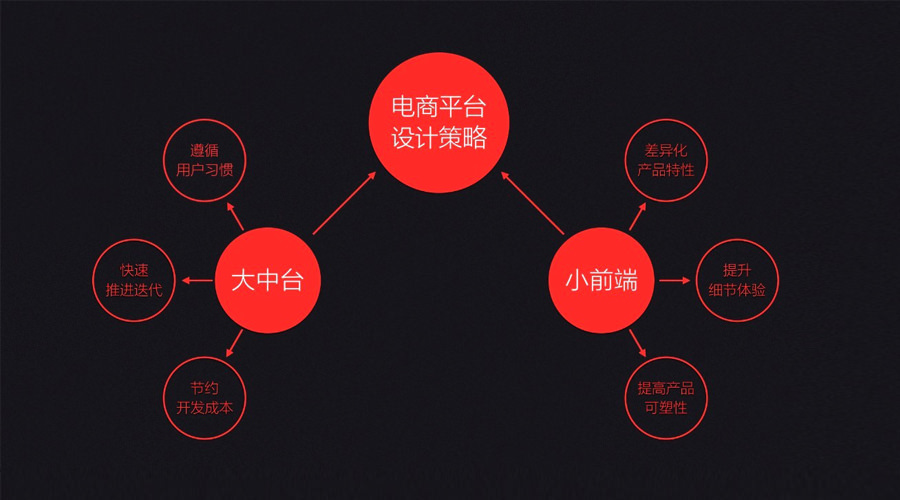 电商平台
设计策略
遵循
用户习惯
差异化
产品特性
快速
推进迭代
大中台
小前端
提升
细节体验
节约
开发成本
提高产品
可塑性